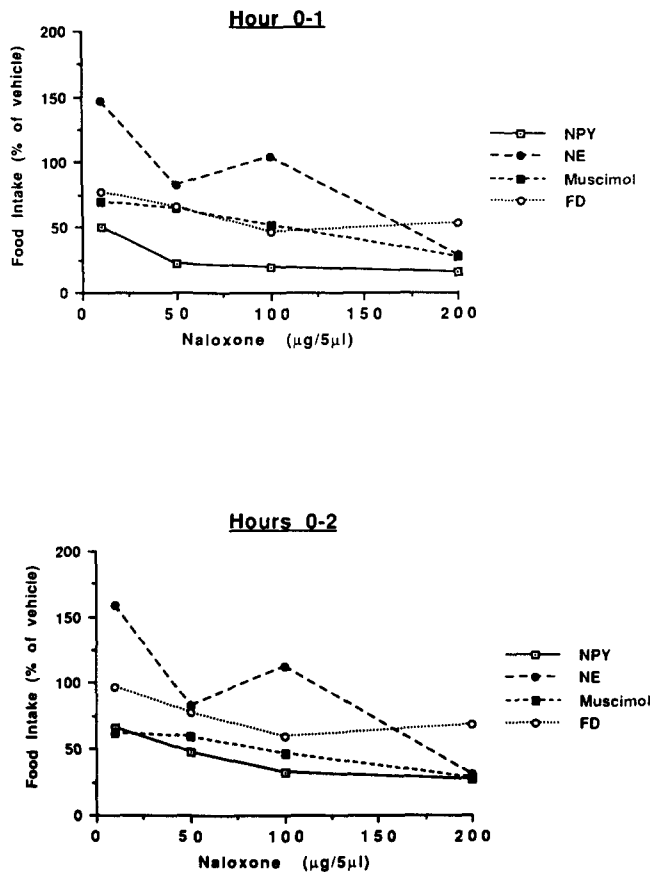 Hour 0-1
Food Intake (% of vehicle)
200
150
100
50
0
0 50 100 150 200
Naloxone (µg/5µl)
NPY
NE
Muscimol
FD
Hours 0-2
Food Intake (% of vehicle)
200
150
100
50
0
0 50 100 150 200
Naloxone (µg/5µl)
NPY
NE
Muscimol
FD